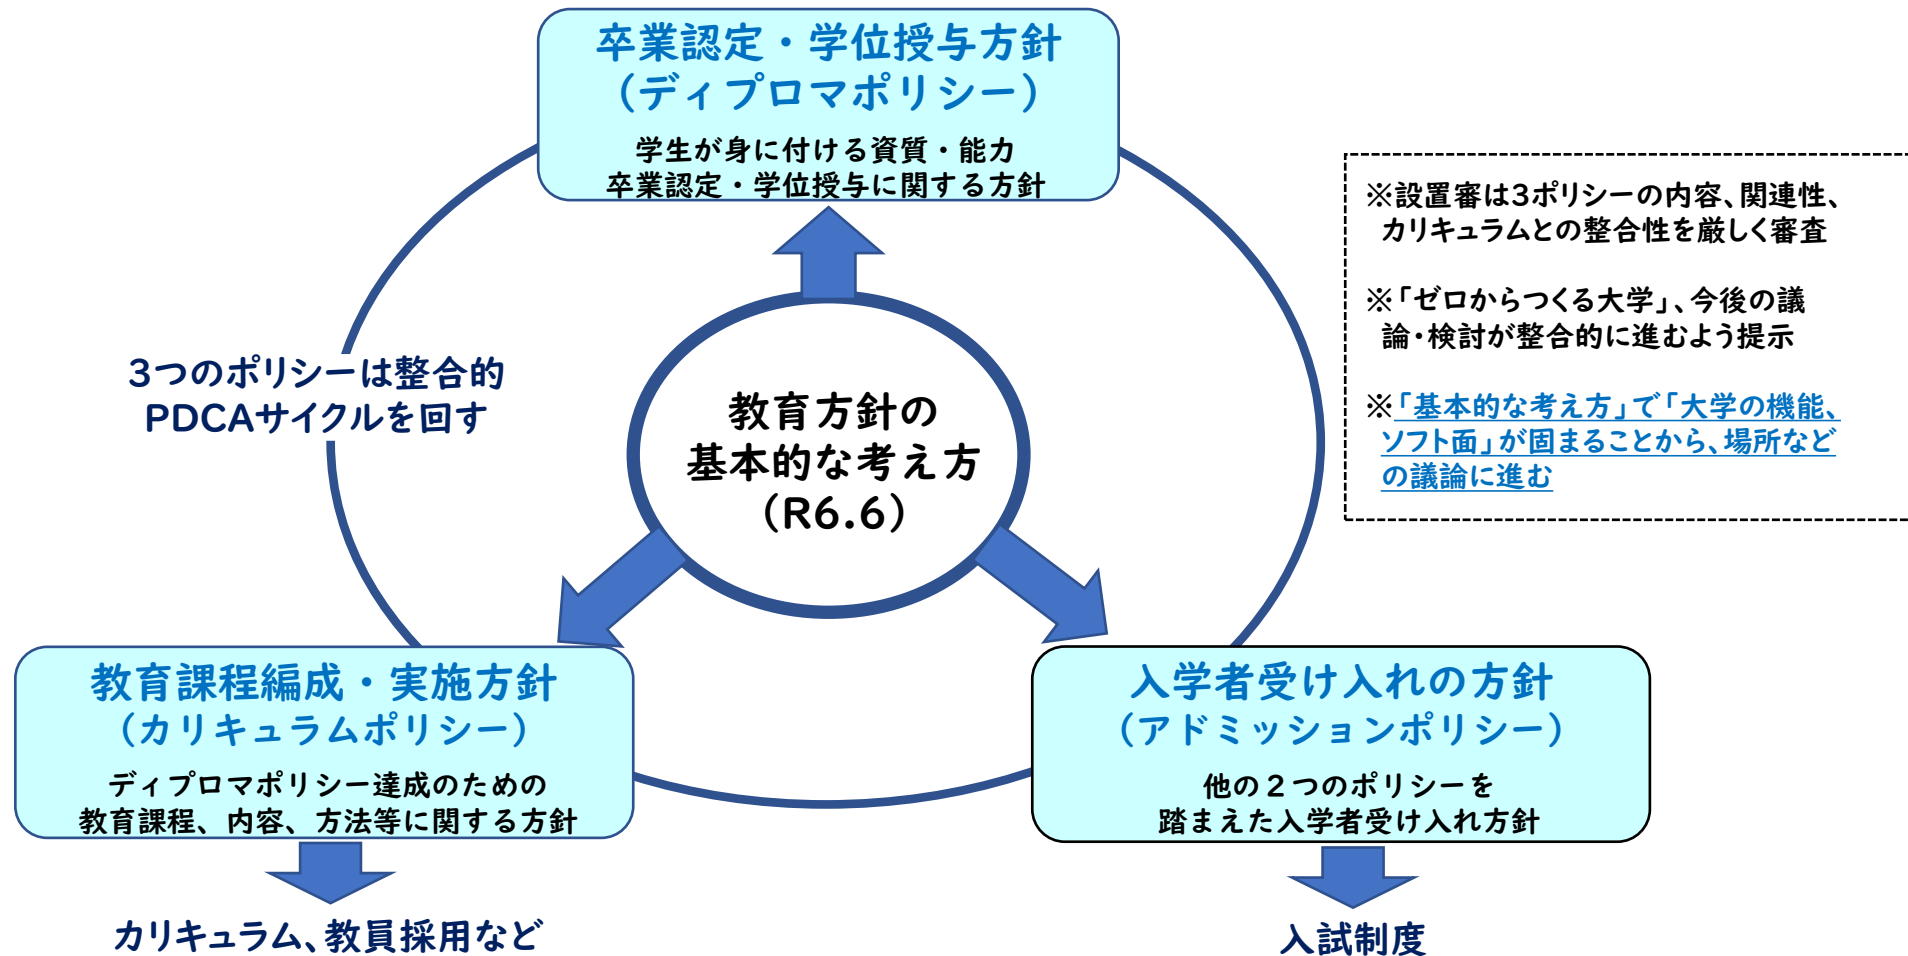 卒業認定・学位授与方針
（ディプロマポリシー）
学生が身に付ける資質・能力
卒業認定・学位授与に関する方針
※設置審は3ポリシーの内容、関連性、
カリキュラムとの整合性を厳しく審査
※「ゼロからつくる大学」、今後の議
論・検討が整合的に進むよう提示
※「基本的な考え方」で「大学の機能、
ソフト面」が固まることから、場所など
の議論に進む
3つのポリシーは整合的
PDCAサイクルを回す
教育方針の
基本的な考え方
（R6.6）
教育課程編成・実施方針
（カリキュラムポリシー）
ディプロマポリシー達成のための
教育課程、内容、方法等に関する方針
カリキュラム、教員採用など
入学者受け入れの方針
（アドミッションポリシー）
他の２つのポリシーを
踏まえた入学者受け入れ方針
入試制度